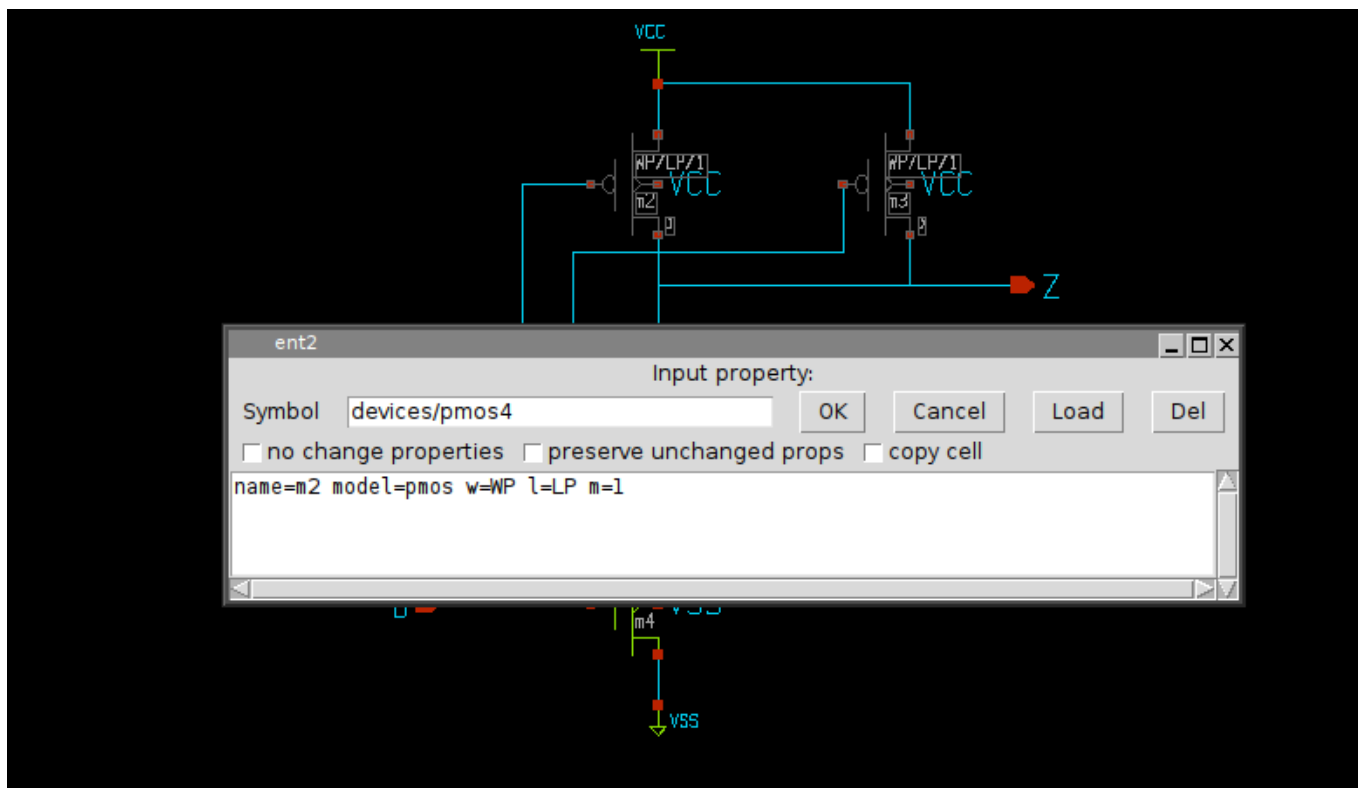 VCC
WP/LP/1 WP/LP/1
VCC VCC
m2 m3
Z
ent2
Input property:
Symbol devices/pmos4 OK Cancel Load Del
no change properties preserve unchanged props copy cell
name=m2 model=pmos w=WP l=LP m=1
VSS
m4
VSS